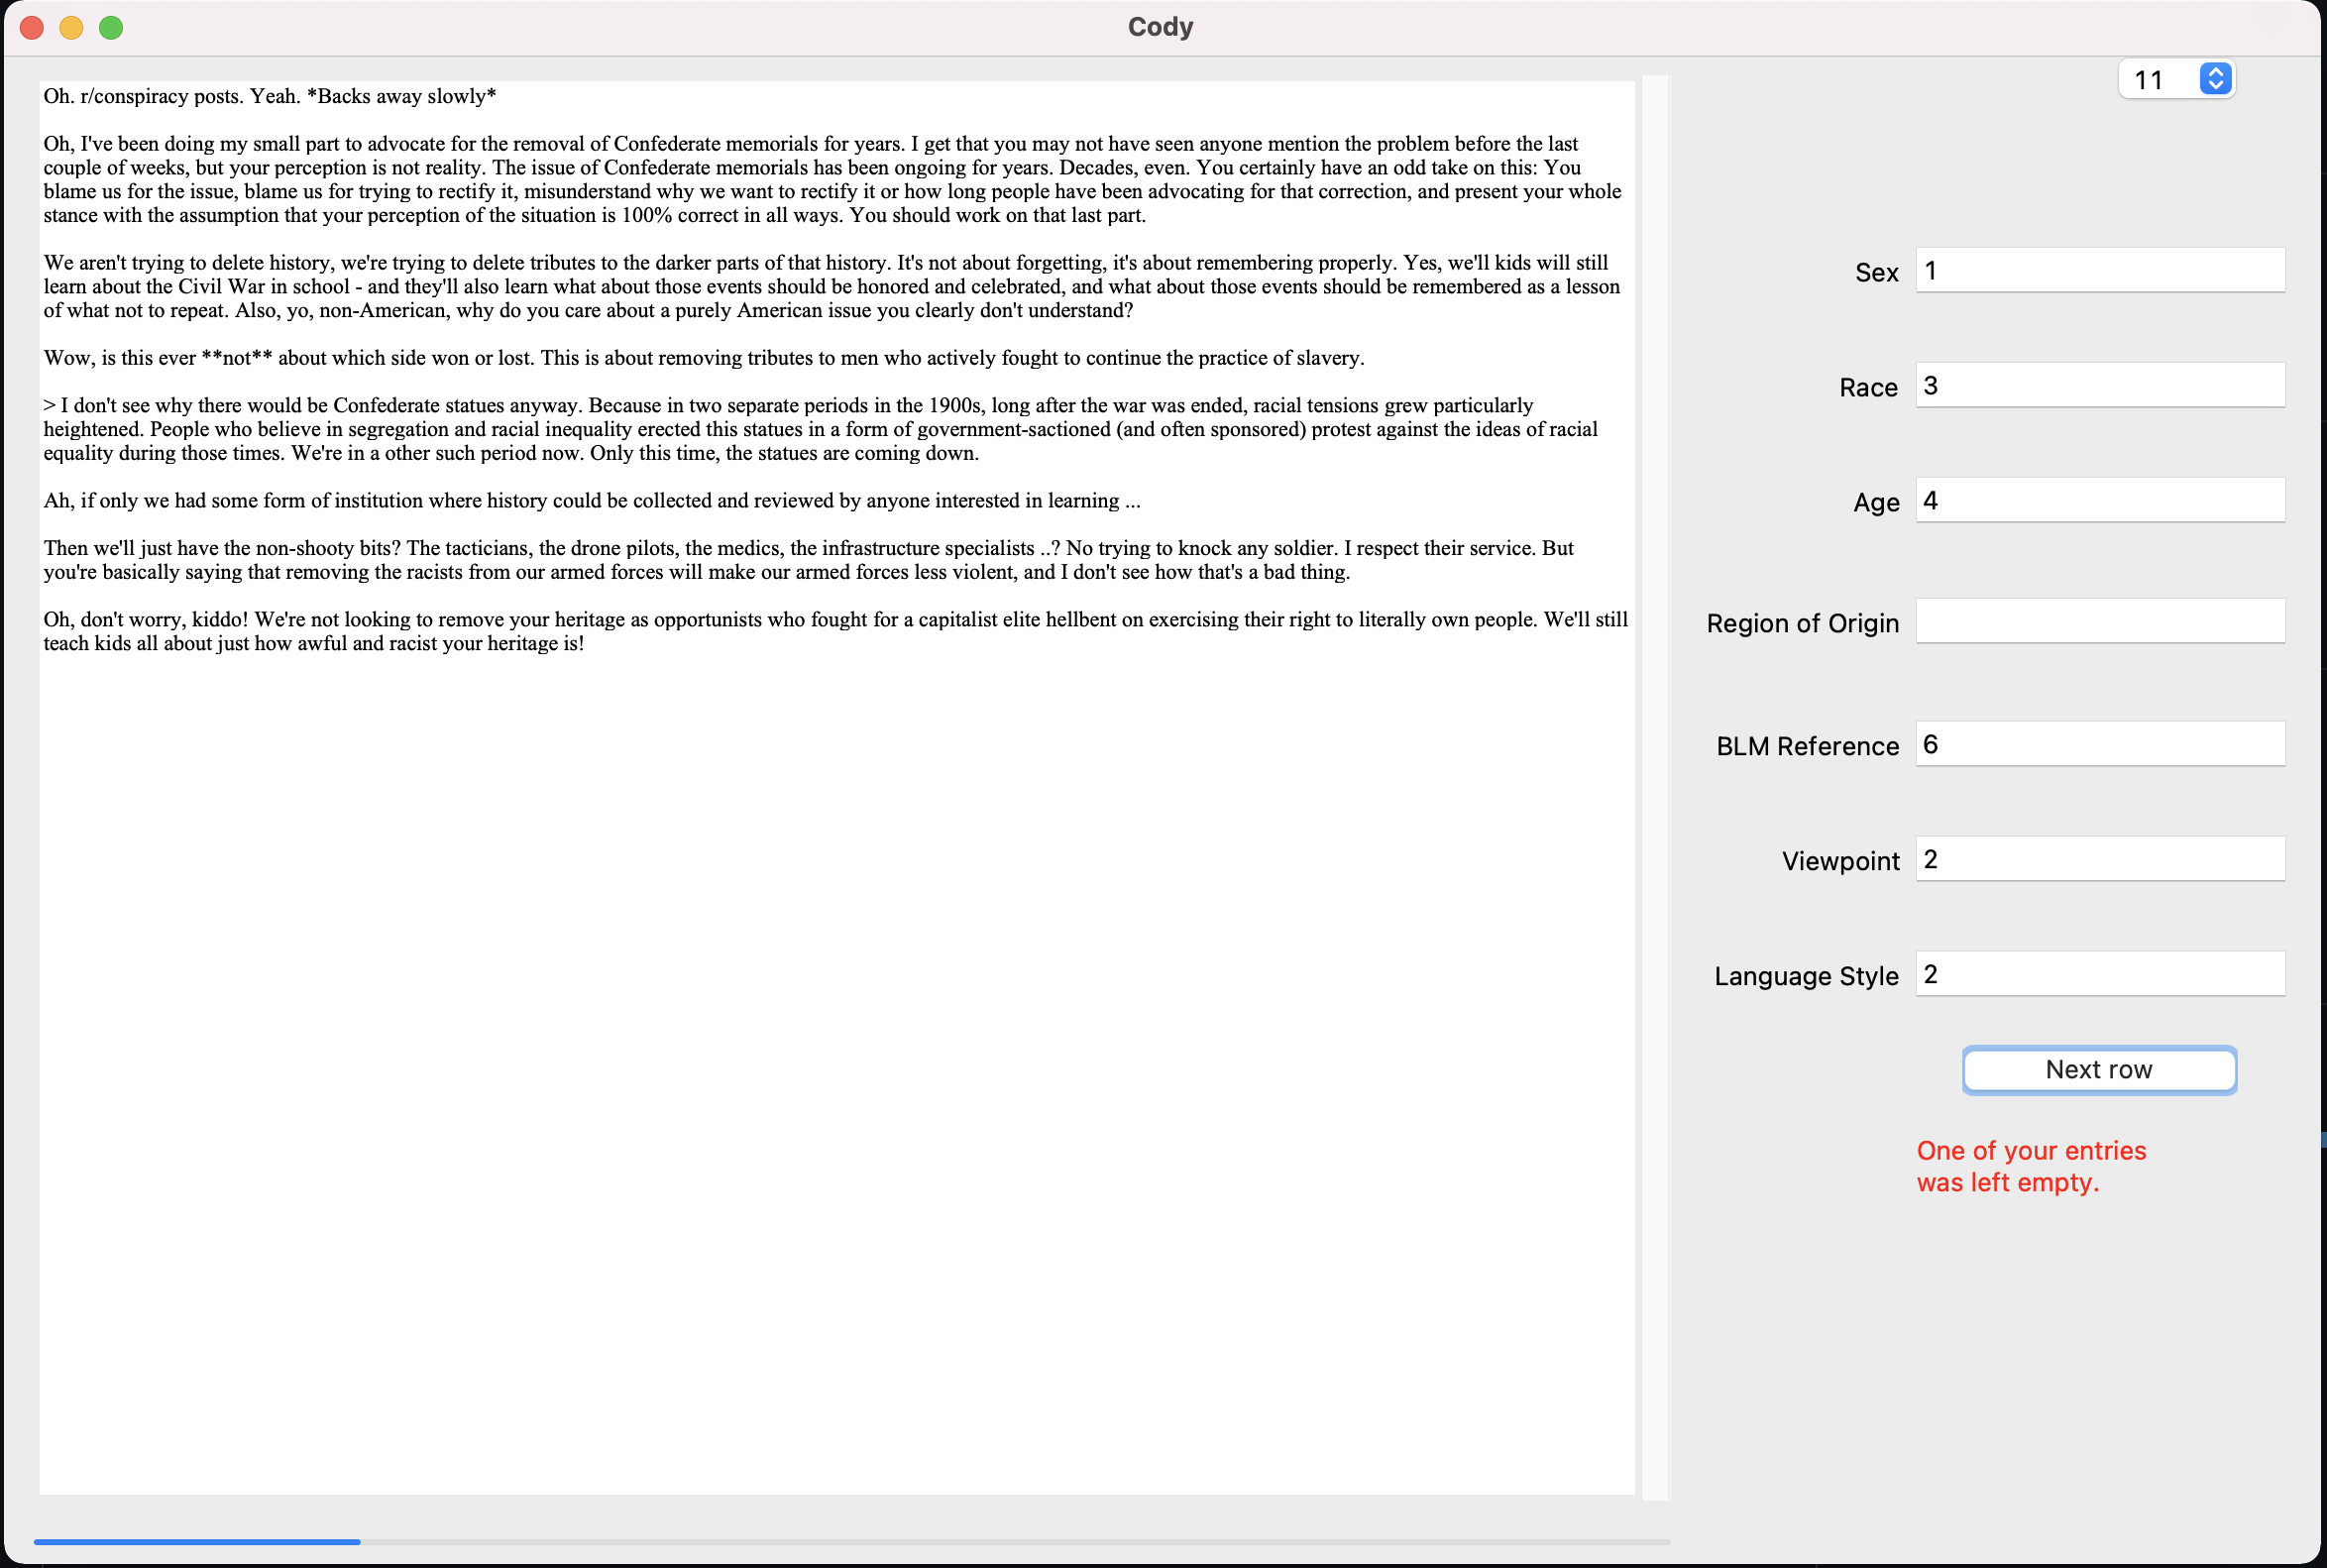 Cody
11
Oh. r/conspiracy posts. Yeah. *Backs away slowly*
Oh, I've been doing my small part to advocate for the removal of Confederate memorials for years. I get that you may not have seen anyone mention the problem before the last
couple of weeks, but your perception is not reality. The issue of Confederate memorials has been ongoing for years. Decades, even. You certainly have an odd take on this: You
blame us for the issue, blame us for trying to rectify it, misunderstand why we want to rectify it or how long people have been advocating for that correction, and present your whole
stance with the assumption that your perception of the situation is 100% correct in all ways. You should work on that last part.
We aren't trying to delete history, we're trying to delete tributes to the darker parts of that history. It's not about forgetting, it's about remembering properly. Yes, we'll kids will still
learn about the Civil War in school - and they'll also learn what about those events should be honored and celebrated, and what about those events should be remembered as a lesson
of what not to repeat. Also, yo, non-American, why do you care about a purely American issue you clearly don't understand?
Wow, is this ever **not** about which side won or lost. This is about removing tributes to men who actively fought to continue the practice of slavery.
> I don't see why there would be Confederate statues anyway. Because in two separate periods in the 1900s, long after the war was ended, racial tensions grew particularly
heightened. People who believe in segregation and racial inequality erected this statues in a form of government-sactioned (and often sponsored) protest against the ideas of racial
equality during those times. We're in a other such period now. Only this time, the statues are coming down.
Ah, if only we had some form of institution where history could be collected and reviewed by anyone interested in learning ...
Then we'll just have the non-shooty bits? The tacticians, the drone pilots, the medics, the infrastructure specialists ..? No trying to knock any soldier. I respect their service. But
you're basically saying that removing the racists from our armed forces will make our armed forces less violent, and I don't see how that's a bad thing.
Oh, don't worry, kiddo! We're not looking to remove your heritage as opportunists who fought for a capitalist elite hellbent on exercising their right to literally own people. We'll still
teach kids all about just how awful and racist your heritage is!
Sex 1
Race 3
Age 4
Region of Origin
BLM Reference 6
Viewpoint 2
Language Style 2
Next row
One of your entries
was left empty.